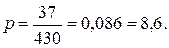 p = 37/430 = 0,086 = 8,6.